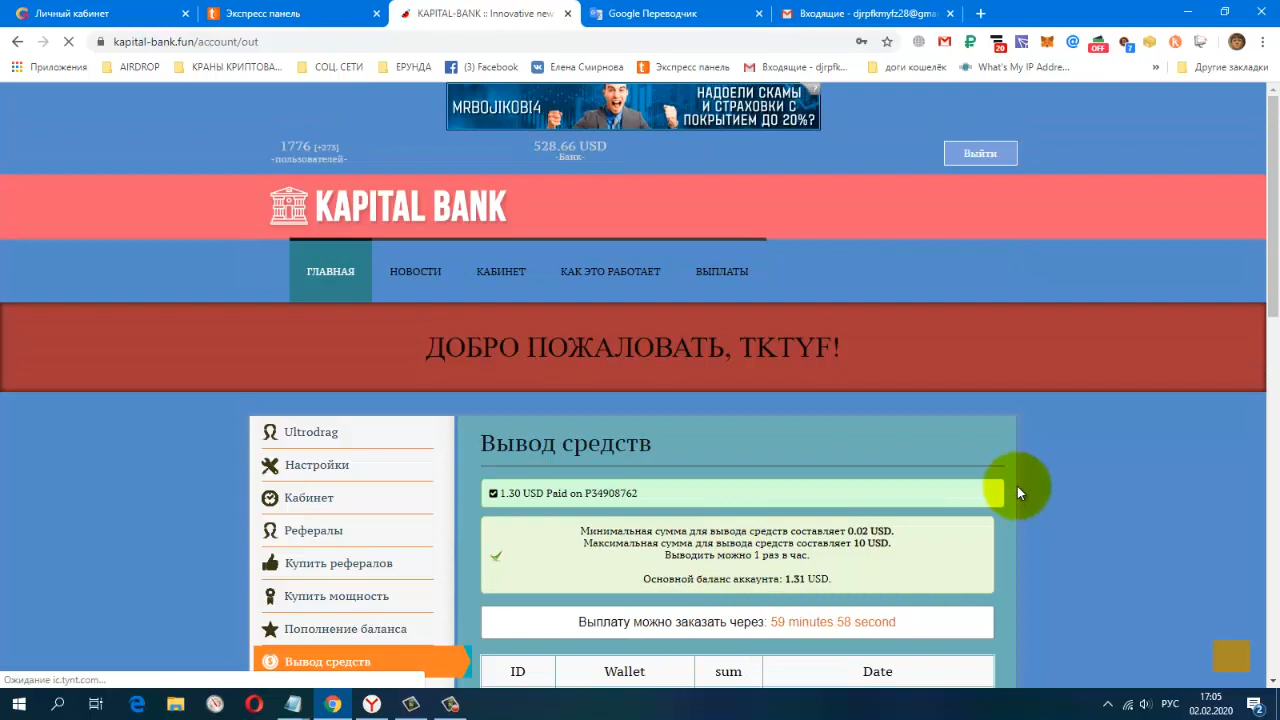 Личный кабинет
Экспресс панель
KAPITAL-BANK :: Innovative new
Google Переводчик
Входящие - djrpfkmyfz28@gma
kapital-bank.fun/account/out
20
OFF
7
Приложения
AIRDROP
КРАНЫ КРИПТОВА...
СОЦ. СЕТИ
ЕРУНДА
(3) Facebook
Елена Смирнова
Экспресс панель
Входящие - djrpfk...
доги кошелёк
What's My IP Addre...
»
Другие закладки
MRBOJIKOB[4
НАДОЕЛИ СКАМЫ
И СТРАХОВКИ С
ПОКРЫТИЕМ ДО 20%?
1776 [+273]
-пользователей-
528.66 USD
-Банк-
Выйти
KAPITAL BANK
ГЛАВНАЯ
НОВОСТИ
КАБИНЕТ
КАК ЭТО РАБОТАЕТ
ВЫПЛАТЫ
ДОБРО ПОЖАЛОВАТЬ, TKTYF!
Ultrodrag
Настройки
Кабинет
Рефералы
Купить рефералов
Купить мощность
Пополнение баланса
Вывод средств
Вывод средств
1.30 USD Paid on P34908762
Минимальная сумма для вывода средств составляет 0.02 USD.
Максимальная сумма для вывода средств составляет 10 USD.
Выводить можно 1 раз в час.
Основной баланс аккаунта: 1.31 USD.
Выплату можно заказать через: 59 minutes 58 second
ID
Wallet
sum
Date
Ожидание ic.tynt.com...
РУС
17:05
02.02.2020
2